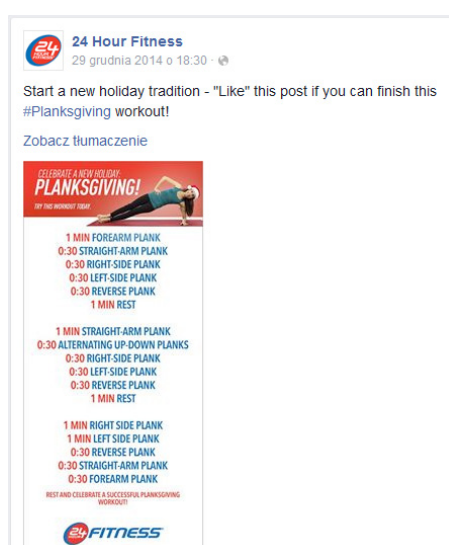 24 Hour Fitness
29 grudnia 2014 o 18:30 ·
Start a new holiday tradition - "Like" this post if you can finish this
#Planksgiving workout!
Zobacz tłumaczenie
CELEBRATE A NEW HOLIDAY:
PLANKSGIVING!
TRY THIS WORKOUT TODAY.
1 MIN FOREARM PLANK
0:30 STRAIGHT-ARM PLANK
0:30 RIGHT-SIDE PLANK
0:30 LEFT-SIDE PLANK
0:30 REVERSE PLANK
1 MIN REST
1 MIN STRAIGHT-ARM PLANK
0:30 ALTERNATING UP-DOWN PLANKS
0:30 RIGHT-SIDE PLANK
0:30 LEFT-SIDE PLANK
0:30 REVERSE PLANK
1 MIN REST
1 MIN RIGHT SIDE PLANK
1 MIN LEFT SIDE PLANK
0:30 REVERSE PLANK
0:30 STRAIGHT-ARM PLANK
0:30 FOREARM PLANK
REST AND CELEBRATE A SUCCESSFUL PLANKSGIVING
WORKOUT!
24 FITNESS